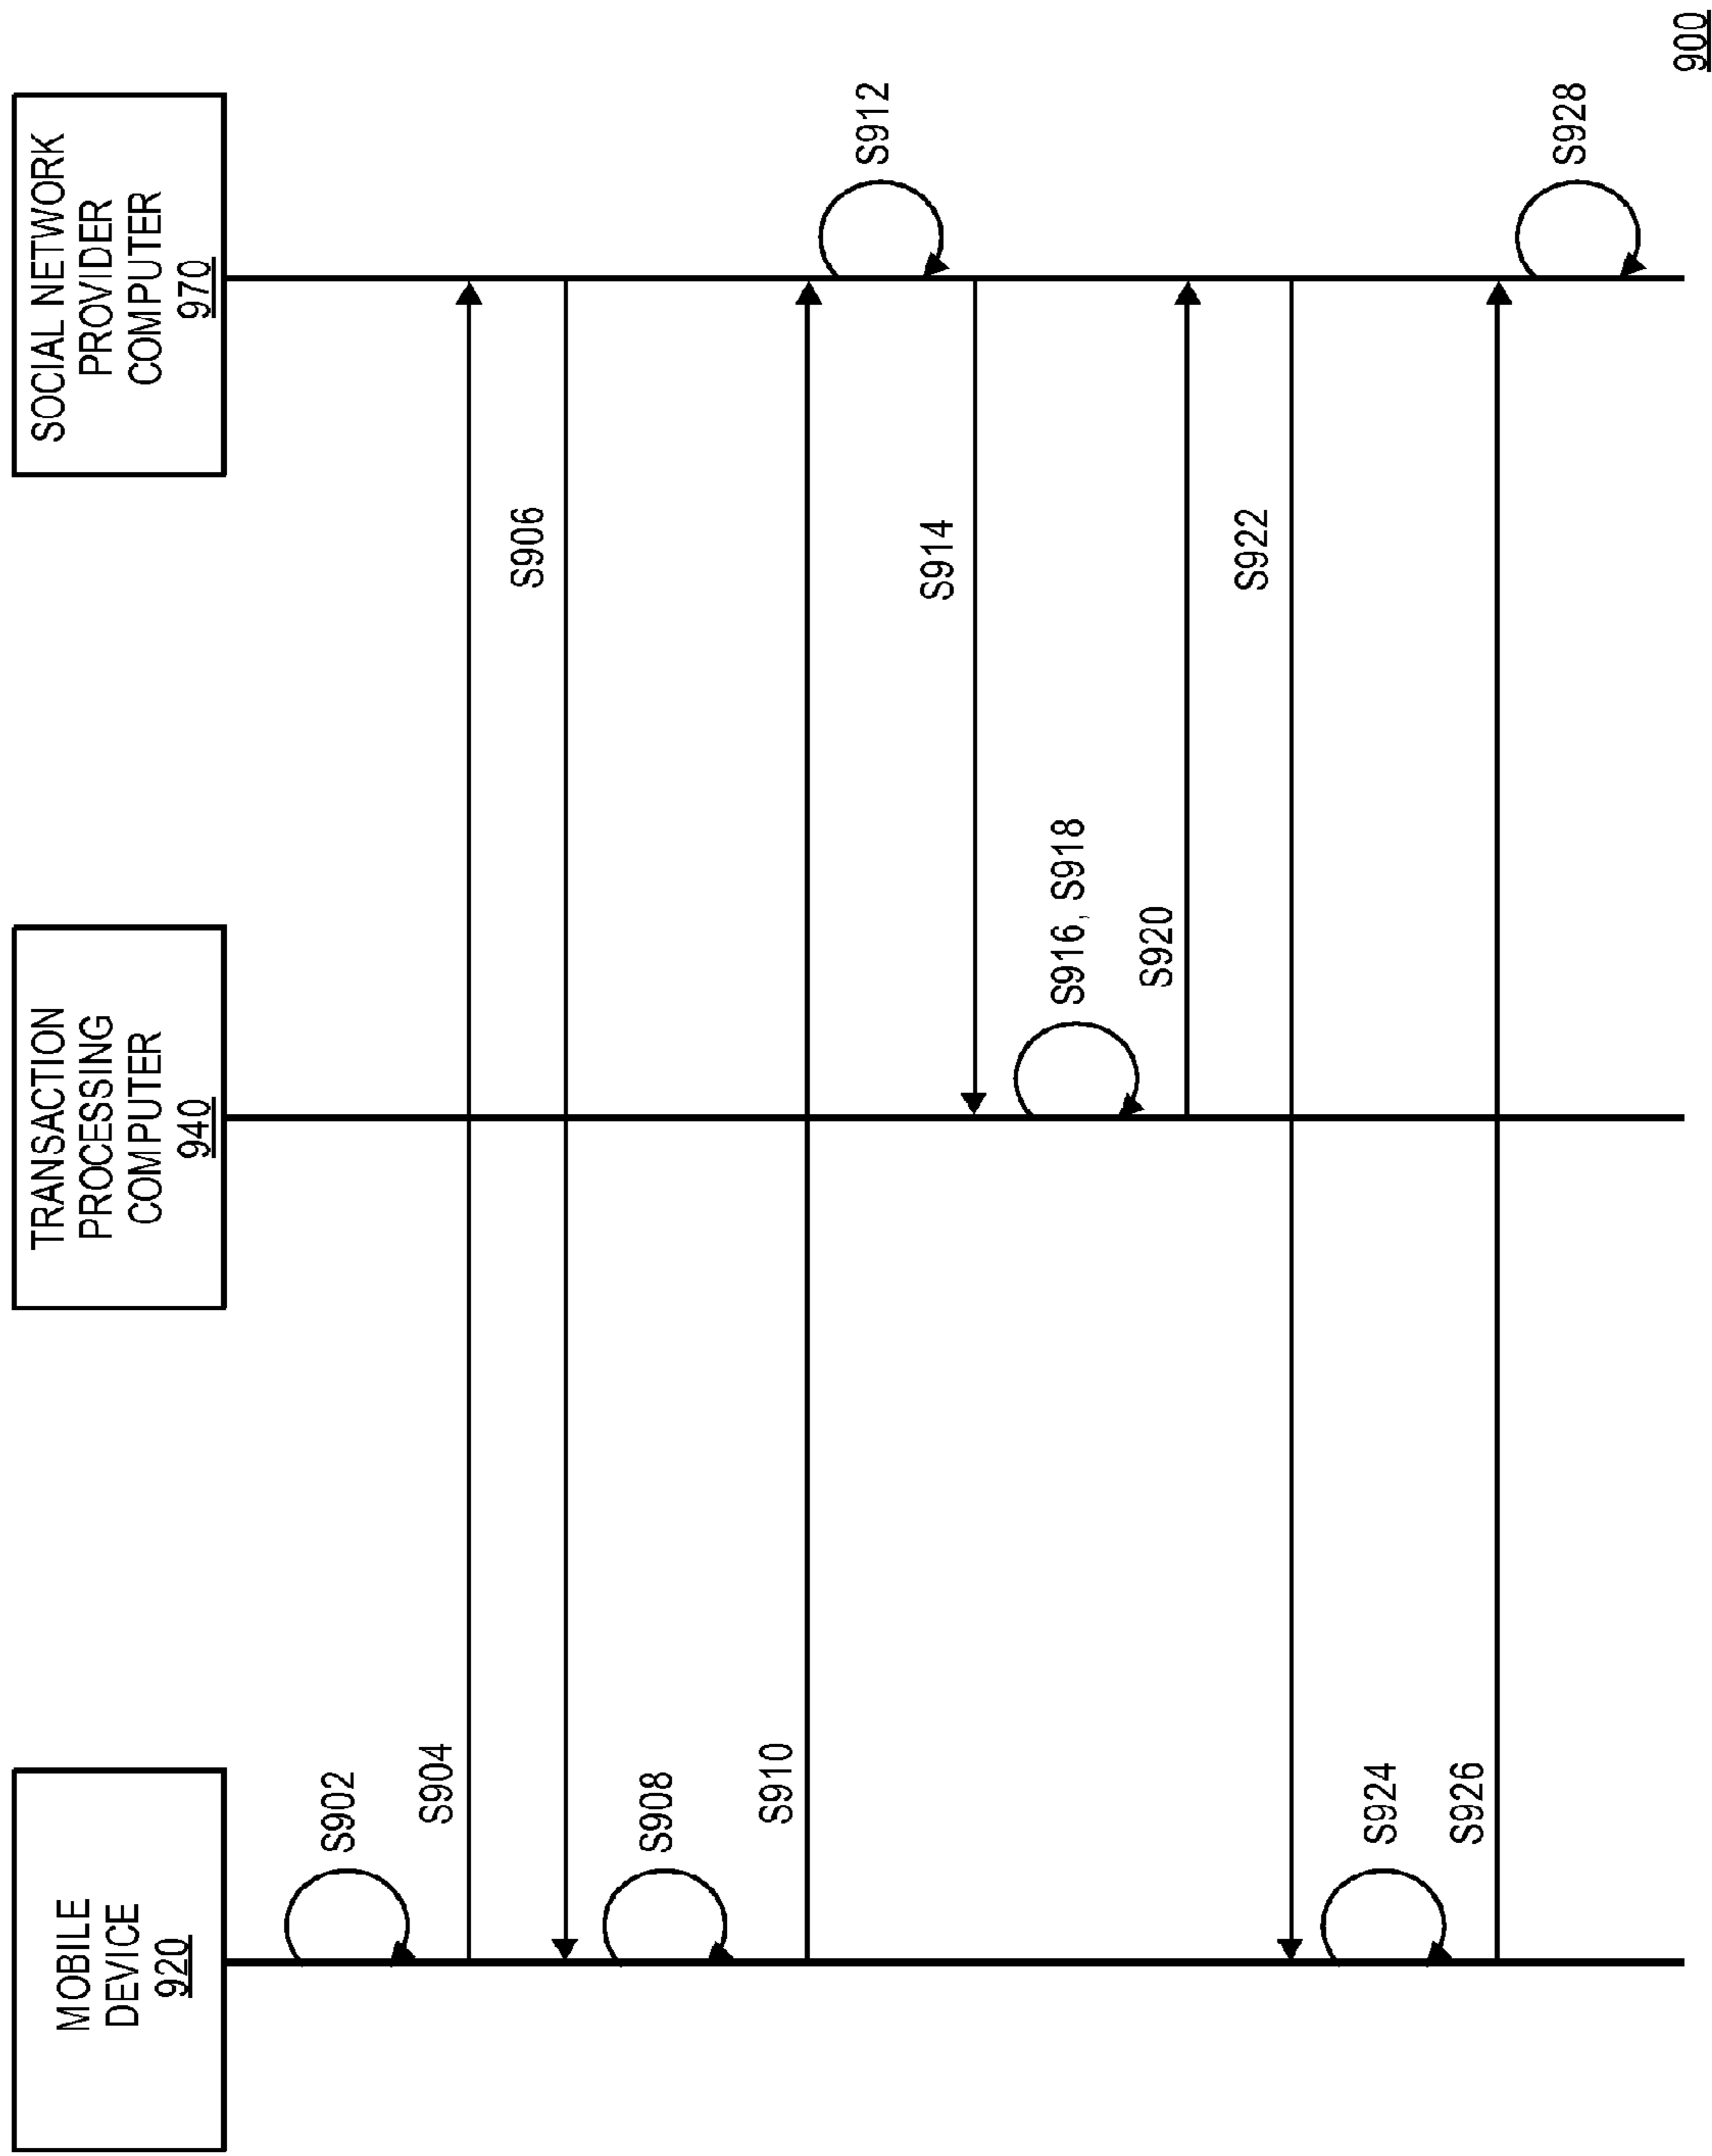 MOBILE
DEVICE
920
TRANSACTION
PROCESSING
COMPUTER
940
SOCIAL NETWORK
PROVIDER
COMPUTER
970
S902
S904
S906
S908
S910
S912
S914
S916, S918
S920
S922
S924
S926
S928
900